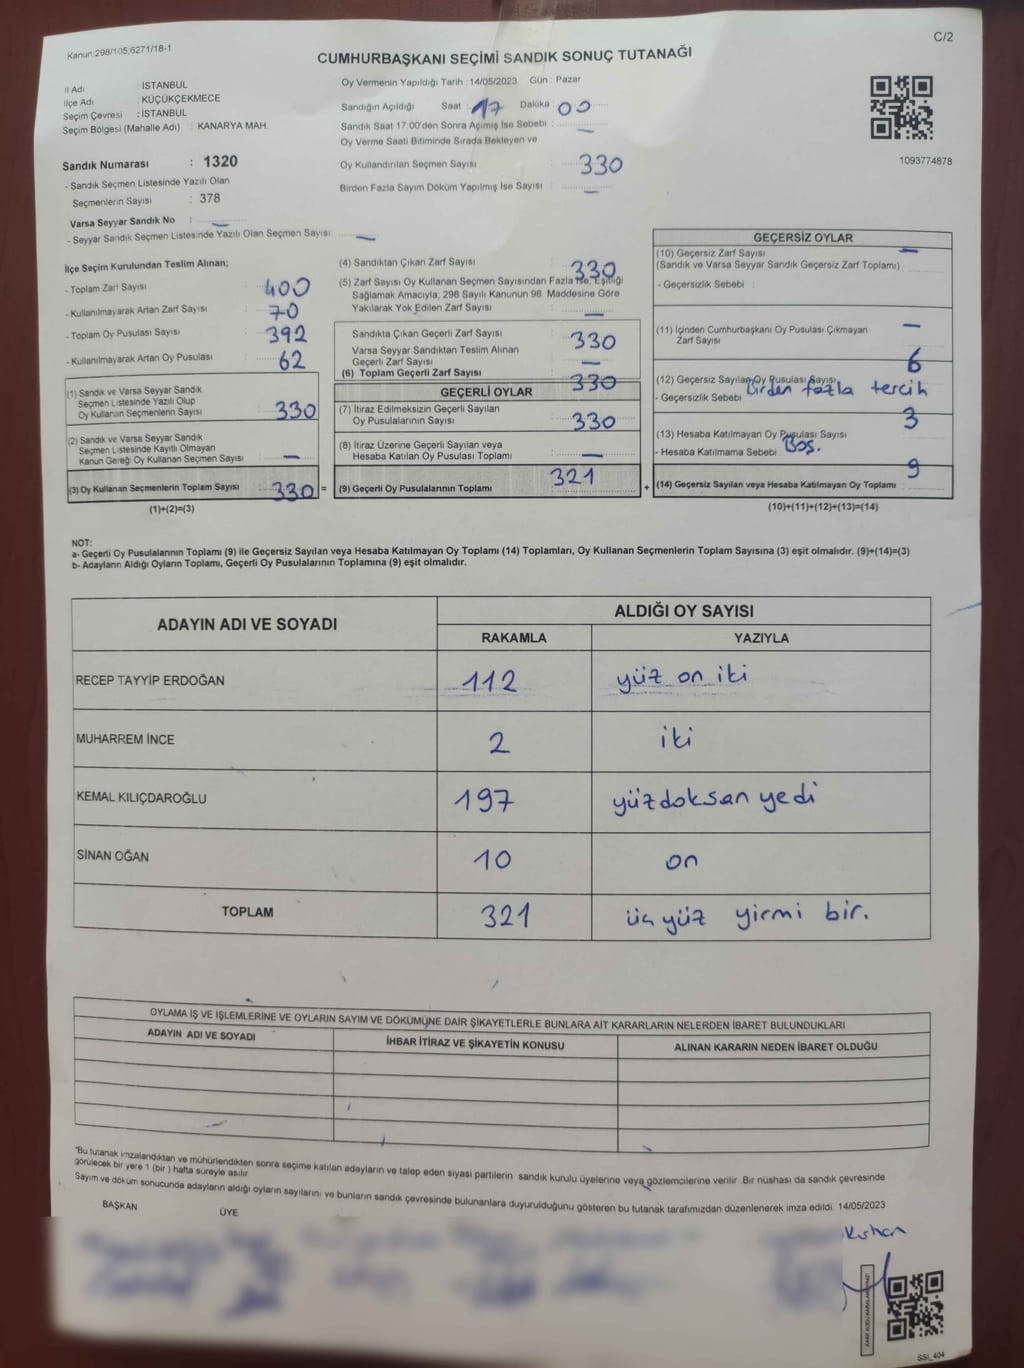 Kanun:298/105,6271/18-1
C/2
CUMHURBAŞKANI SEÇİMİ SANDIK SONUÇ TUTANAĞI
İl Adı : İSTANBUL
İlçe Adı : KÜÇÜKÇEKMECE
Seçim Çevresi : İSTANBUL
Seçim Bölgesi (Mahalle Adı) : KANARYA MAH.
Sandık Numarası : 1320
- Sandık Seçmen Listesinde Yazılı Olan
Seçmenlerin Sayısı : 378
Varsa Seyyar Sandık No : —
- Seyyar Sandık Seçmen Listesinde Yazılı Olan Seçmen Sayısı: —
Oy Vermenin Yapıldığı Tarih : 14/05/2023 Gün : Pazar
Sandığın Açıldığı Saat : 17 Dakika 00
Sandık Saat 17:00'den Sonra Açımış İse Sebebi : —
Oy Verme Saati Bitiminde Sırada Bekleyen ve
Oy Kullandırılan Seçmen Sayısı : 330
Birden Fazla Sayım Döküm Yapılmış İse Sayısı : —
1093774878
İlçe Seçim Kurulundan Teslim Alınan;
- Toplam Zarf Sayısı : 400
- Kullanılmayarak Artan Zarf Sayısı : 70
- Toplam Oy Pusulası Sayısı : 392
- Kullanılmayarak Artan Oy Pusulası : 62
(1) Sandık ve Varsa Seyyar Sandık
Seçmen Listesinde Yazılı Olup
Oy Kullanan Seçmenlerin Sayısı : 330
(2) Sandık ve Varsa Seyyar Sandık
Seçmen Listesinde Kayıtlı Olmayan
Kanun Gereği Oy Kullanan Seçmen Sayısı : —
(3) Oy Kullanan Seçmenlerin Toplam Sayısı : 330 =
(1)+(2)=(3)
(4) Sandıktan Çıkan Zarf Sayısı : 330
(5) Zarf Sayısı Oy Kullanan Seçmen Sayısından Fazla İse, Eşitliği
Sağlamak Amacıyla, 298 Sayılı Kanunun 98. Maddesine Göre
Yakılarak Yok Edilen Zarf Sayısı : —
Sandıkta Çıkan Geçerli Zarf Sayısı : 330
Varsa Seyyar Sandıktan Teslim Alınan
Geçerli Zarf Sayısı : —
(6) Toplam Geçerli Zarf Sayısı : 330
GEÇERLİ OYLAR
(7) İtiraz Edilmeksizin Geçerli Sayılan
Oy Pusulalarının Sayısı : 330
(8) İtiraz Üzerine Geçerli Sayılan veya
Hesaba Katılan Oy Pusulası Toplamı : —
(9) Geçerli Oy Pusulalarının Toplamı : 321 +
GEÇERSİZ OYLAR
(10) Geçersiz Zarf Sayısı —
(Sandık ve Varsa Seyyar Sandık Geçersiz Zarf Toplamı) :
- Geçersizlik Sebebi :
(11) İçinden Cumhurbaşkanı Oy Pusulası Çıkmayan
Zarf Sayısı —
(12) Geçersiz Sayılan Oy Pusulası Sayısı : 6
- Geçersizlik Sebebi : Birden fazla tercih
(13) Hesaba Katılmayan Oy Pusulası Sayısı 3
- Hesaba Katılmama Sebebi : Boş.
(14) Geçersiz Sayılan veya Hesaba Katılmayan Oy Toplamı 9
(10)+(11)+(12)+(13)=(14)
NOT:
a- Geçerli Oy Pusulalarının Toplamı (9) ile Geçersiz Sayılan veya Hesaba Katılmayan Oy Toplamı (14) Toplamları, Oy Kullanan Seçmenlerin Toplam Sayısına (3) eşit olmalıdır. (9)+(14)=(3)
b- Adayların Aldığı Oyların Toplamı, Geçerli Oy Pusulalarının Toplamına (9) eşit olmalıdır.
ADAYIN ADI VE SOYADI ALDIĞI OY SAYISI
RAKAMLA YAZIYLA
RECEP TAYYİP ERDOĞAN 112 yüz on iki
MUHARREM İNCE 2 iki
KEMAL KILIÇDAROĞLU 197 yüzdoksan yedi
SİNAN OĞAN 10 on
TOPLAM 321 üç yüz yirmi bir.
OYLAMA İŞ VE İŞLEMLERİNE VE OYLARIN SAYIM VE DÖKÜMÜNE DAİR ŞİKAYETLERLE BUNLARA AİT KARARLARIN NELERDEN İBARET BULUNDUKLARI
ADAYIN ADI VE SOYADI İHBAR İTİRAZ VE ŞİKAYETİN KONUSU ALINAN KARARIN NEDEN İBARET OLDUĞU
*Bu tutanak imzalandıktan ve mühürlendikten sonra seçime katılan adayların ve talep eden siyasi partilerin sandık kurulu üyelerine veya gözlemcilerine verilir. Bir nüshası da sandık çevresinde
görülecek bir yere 1 (bir ) hafta süreyle asılır.
Sayım ve döküm sonucunda adayların aldığı oyların sayılarını ve bunların sandık çevresinde bulunanlara duyurulduğunu gösteren bu tutanak tarafımızdan düzenlenerek imza edildi. 14/05/2023
BAŞKAN ÜYE